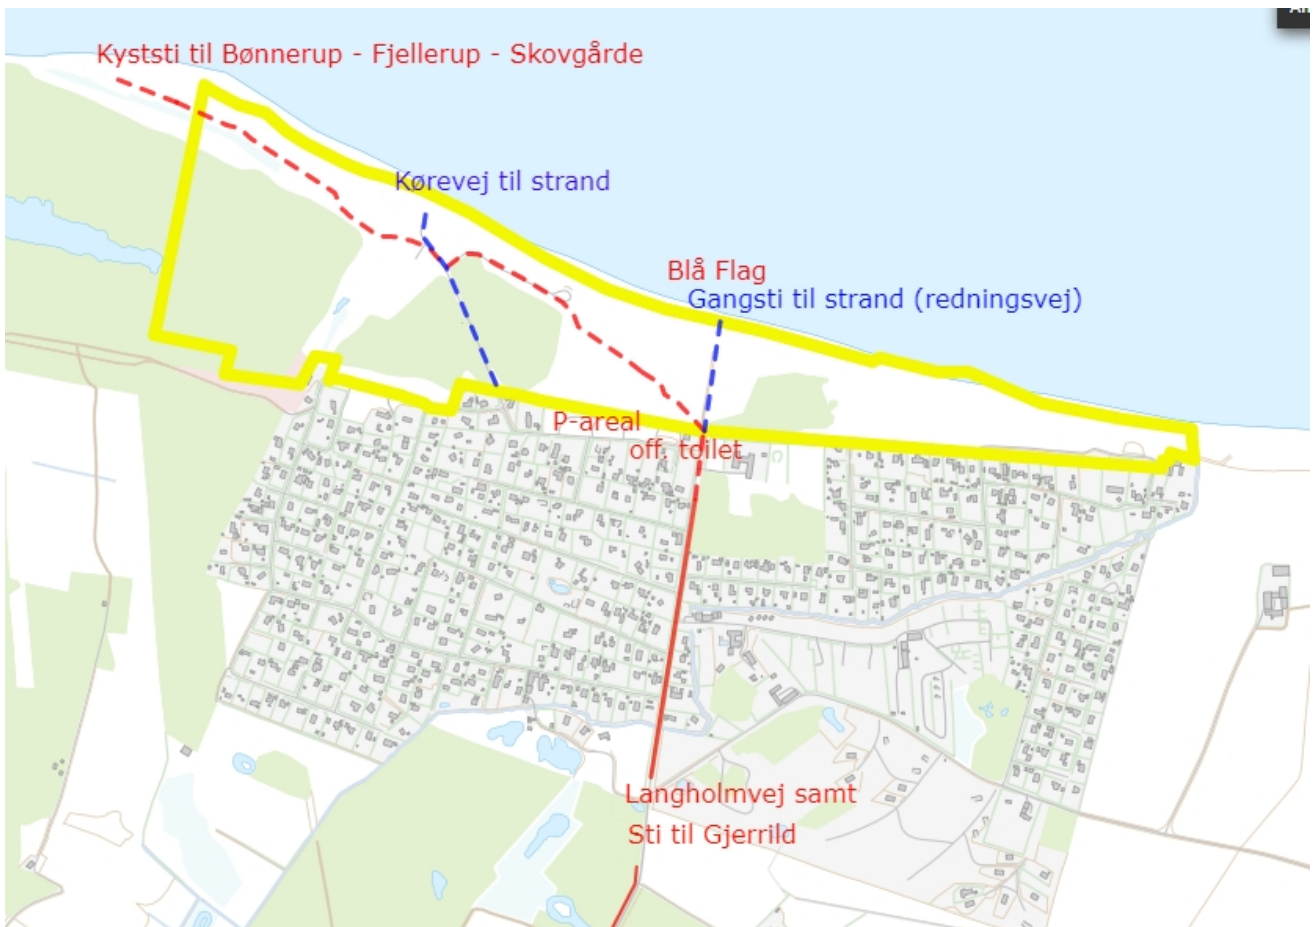 Kyststi til Bønnerup - Fjellerup - Skovgårde
Kørevej til strand
Blå Flag
Gangsti til strand (redningsvej)
P-areal
off. toilet
Langholmvej samt
Sti til Gjerrild